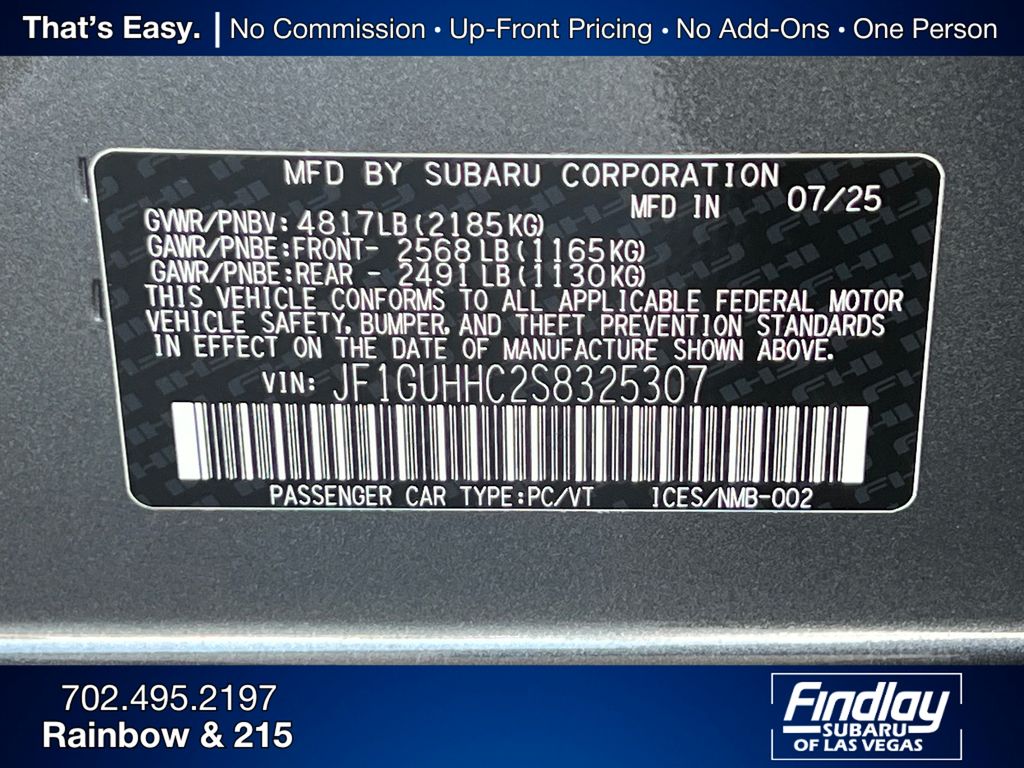 That's Easy. | No Commission • Up-Front Pricing • No Add-Ons • One Person
MFD BY SUBARU CORPORATION
MFD IN 07/25
GVWR/PNBV: 4817LB(2185KG)
GAWR/PNBE:FRONT- 2568LB(1165KG)
GAWR/PNBE:REAR - 2491LB(1130KG)
THIS VEHICLE CONFORMS TO ALL APPLICABLE FEDERAL MOTOR
VEHICLE SAFETY, BUMPER, AND THEFT PREVENTION STANDARDS
IN EFFECT ON THE DATE OF MANUFACTURE SHOWN ABOVE.
VIN: JF1GUHHC2S8325307
PASSENGER CAR TYPE:PC/VT ICES/NMB-002
702.495.2197
Rainbow & 215
Findlay
SUBARU
OF LAS VEGAS